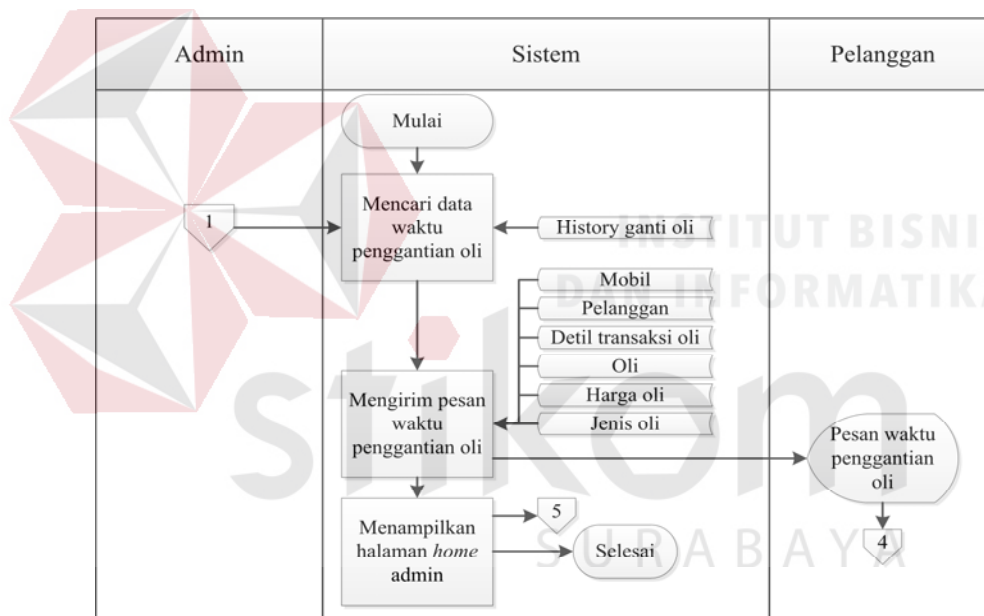 Admin
Sistem
Pelanggan
Mulai
1
Mencari data
waktu
penggantian oli
History ganti oli
Mobil
Pelanggan
Detil transaksi oli
Oli
Harga oli
Jenis oli
Mengirim pesan
waktu
penggantian oli
Pesan waktu
penggantian
oli
4
Menampilkan
halaman home
admin
5
Selesai
INSTITUT BISNI
DAN INFORMATIKA
stikom
SURABAYA